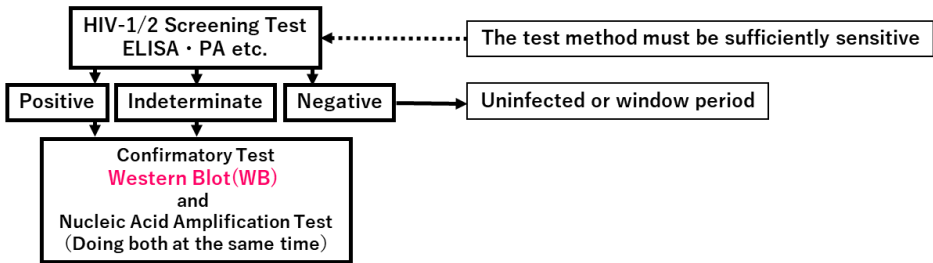 HIV-1/2 Screening Test
ELISA・PA etc.
The test method must be sufficiently sensitive
Positive
Indeterminate
Negative
Uninfected or window period
Confirmatory Test
Western Blot(WB)
and
Nucleic Acid Amplification Test
（Doing both at the same time）